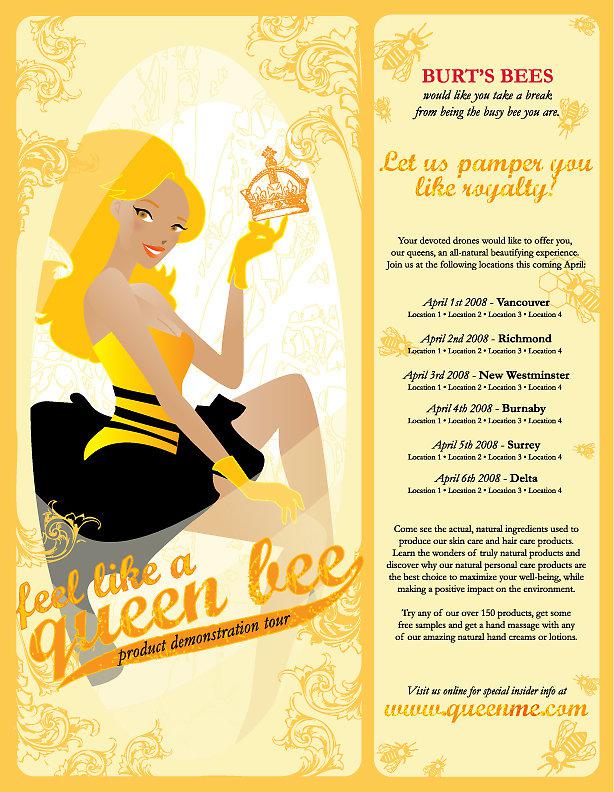 feel like a
queen bee
product demonstration tour
BURT'S BEES
would like you take a break
from being the busy bee you are.
Let us pamper you
like royalty!
Your devoted drones would like to offer you,
our queens, an all-natural beautifying experience.
Join us at the following locations this coming April:
April 1st 2008 - Vancouver
Location 1 • Location 2 • Location 3 • Location 4
April 2nd 2008 - Richmond
Location 1 • Location 2 • Location 3 • Location 4
April 3rd 2008 - New Westminster
Location 1 • Location 2 • Location 3 • Location 4
April 4th 2008 - Burnaby
Location 1 • Location 2 • Location 3 • Location 4
April 5th 2008 - Surrey
Location 1 • Location 2 • Location 3 • Location 4
April 6th 2008 - Delta
Location 1 • Location 2 • Location 3 • Location 4
Come see the actual, natural ingredients used to
produce our skin care and hair care products.
Learn the wonders of truly natural products and
discover why our natural personal care products are
the best choice to maximize your well-being, while
making a positive impact on the environment.
Try any of our over 150 products, get some
free samples and get a hand massage with any
of our amazing natural hand creams or lotions.
Visit us online for special insider info at
www.queenme.com